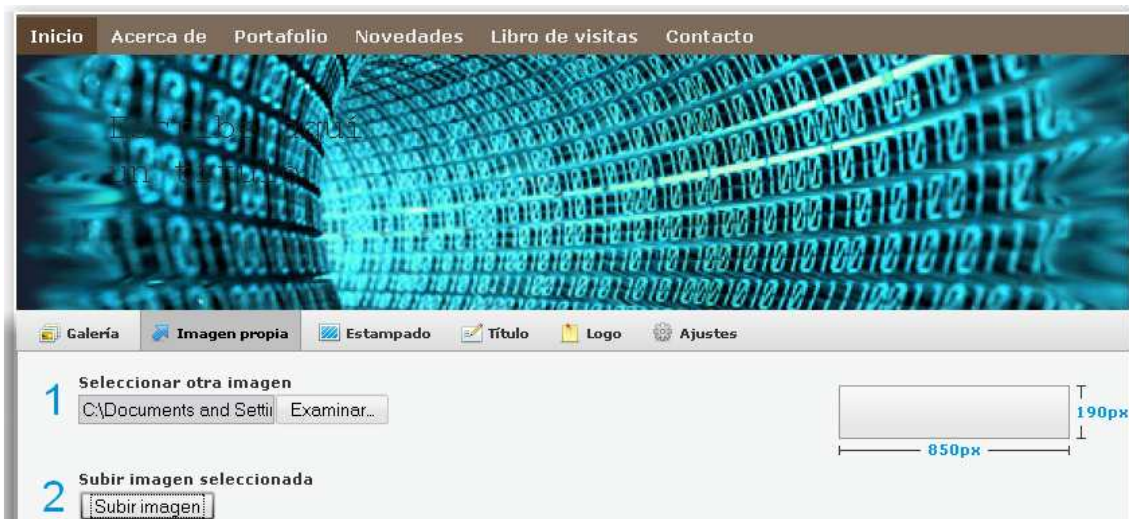 Inicio Acerca de Portafolio Novedades Libro de visitas Contacto
Escribe aquí
un título
Galería Imagen propia Estampado Título Logo Ajustes
1 Seleccionar otra imagen
C:\Documents and Settin Examinar...
190px
850px
2 Subir imagen seleccionada
Subir imagen